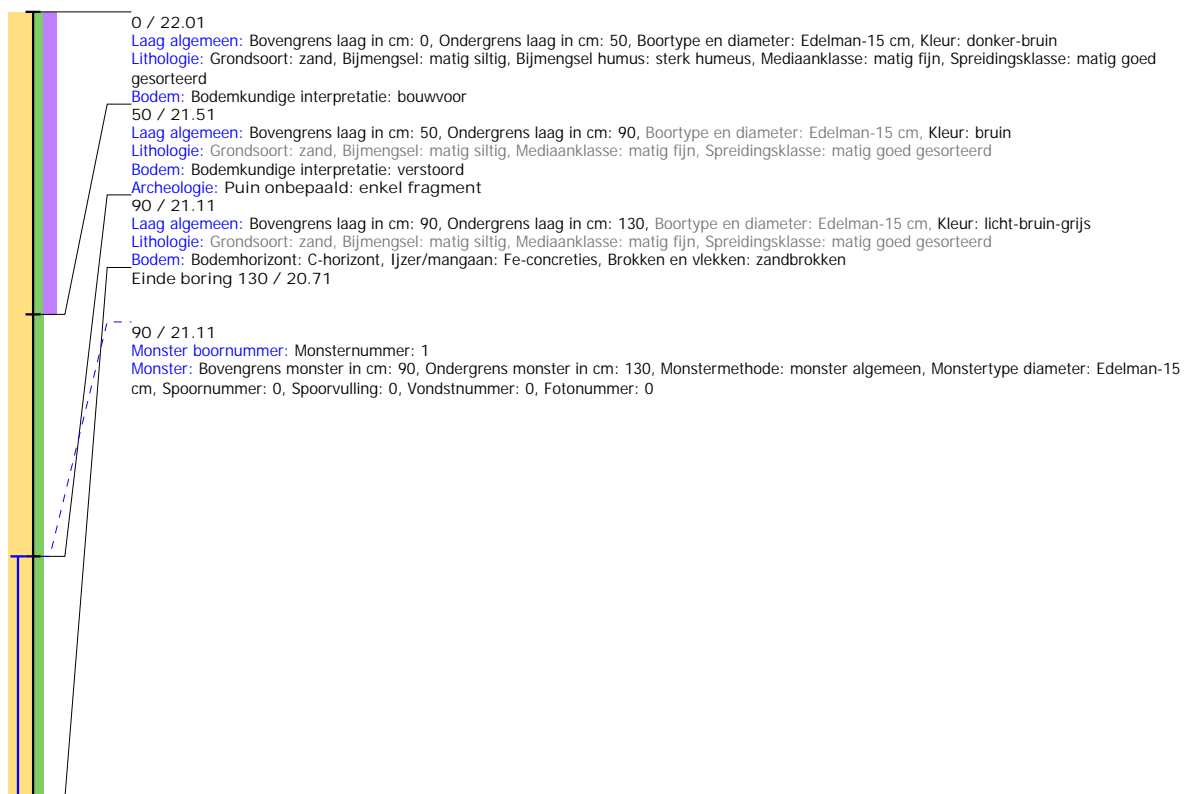 0 / 22.01
Laag algemeen: Bovengrens laag in cm: 0, Ondergrens laag in cm: 50, Boortype en diameter: Edelman-15 cm, Kleur: donker-bruin
Lithologie: Grondsoort: zand, Bijmengsel: matig siltig, Bijmengsel humus: sterk humeus, Mediaanklasse: matig fijn, Spreidingsklasse: matig goed
gesorteerd
Bodem: Bodemkundige interpretatie: bouwvoor
50 / 21.51
Laag algemeen: Bovengrens laag in cm: 50, Ondergrens laag in cm: 90, Boortype en diameter: Edelman-15 cm, Kleur: bruin
Lithologie: Grondsoort: zand, Bijmengsel: matig siltig, Mediaanklasse: matig fijn, Spreidingsklasse: matig goed gesorteerd
Bodem: Bodemkundige interpretatie: verstoord
Archeologie: Puin onbepaald: enkel fragment
90 / 21.11
Laag algemeen: Bovengrens laag in cm: 90, Ondergrens laag in cm: 130, Boortype en diameter: Edelman-15 cm, Kleur: licht-bruin-grijs
Lithologie: Grondsoort: zand, Bijmengsel: matig siltig, Mediaanklasse: matig fijn, Spreidingsklasse: matig goed gesorteerd
Bodem: Bodemhorizont: C-horizont, Ijzer/mangaan: Fe-concreties, Brokken en vlekken: zandbrokken
Einde boring 130 / 20.71
90 / 21.11
Monster boornummer: Monsternummer: 1
Monster: Bovengrens monster in cm: 90, Ondergrens monster in cm: 130, Monstermethode: monster algemeen, Monstertype diameter: Edelman-15
cm, Spoornummer: 0, Spoorvulling: 0, Vondstnummer: 0, Fotonummer: 0